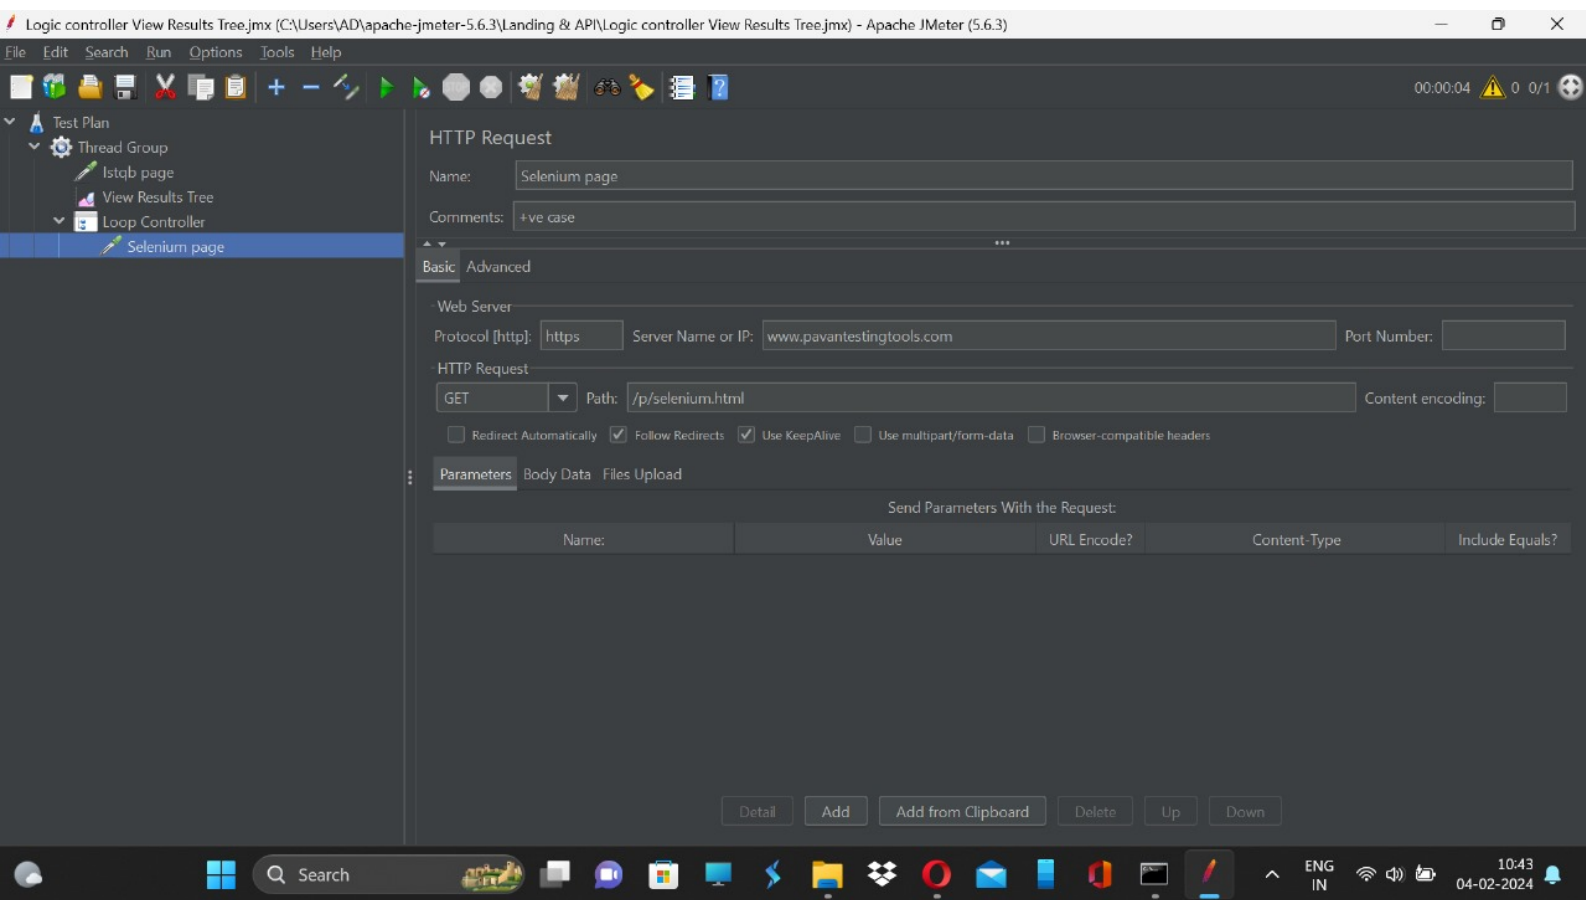 Logic controller View Results Tree.jmx (C:\Users\AD\apache-jmeter-5.6.3\Landing & API\Logic controller View Results Tree.jmx) - Apache JMeter (5.6.3)
File Edit Search Run Options Tools Help
STOP 00:00:04 0 0/1
Test Plan
Thread Group
Istqb page
View Results Tree
Loop Controller
Selenium page
HTTP Request
Name: Selenium page
Comments: +ve case
Basic Advanced
Web Server
Protocol [http]: https Server Name or IP: www.pavantestingtools.com Port Number:
HTTP Request
GET Path: /p/selenium.html Content encoding:
Redirect Automatically Follow Redirects Use KeepAlive Use multipart/form-data Browser-compatible headers
Parameters Body Data Files Upload
Send Parameters With the Request:
Name: Value URL Encode? Content-Type Include Equals?
Detail Add Add from Clipboard Delete Up Down
Search
ENG
IN
10:43
04-02-2024